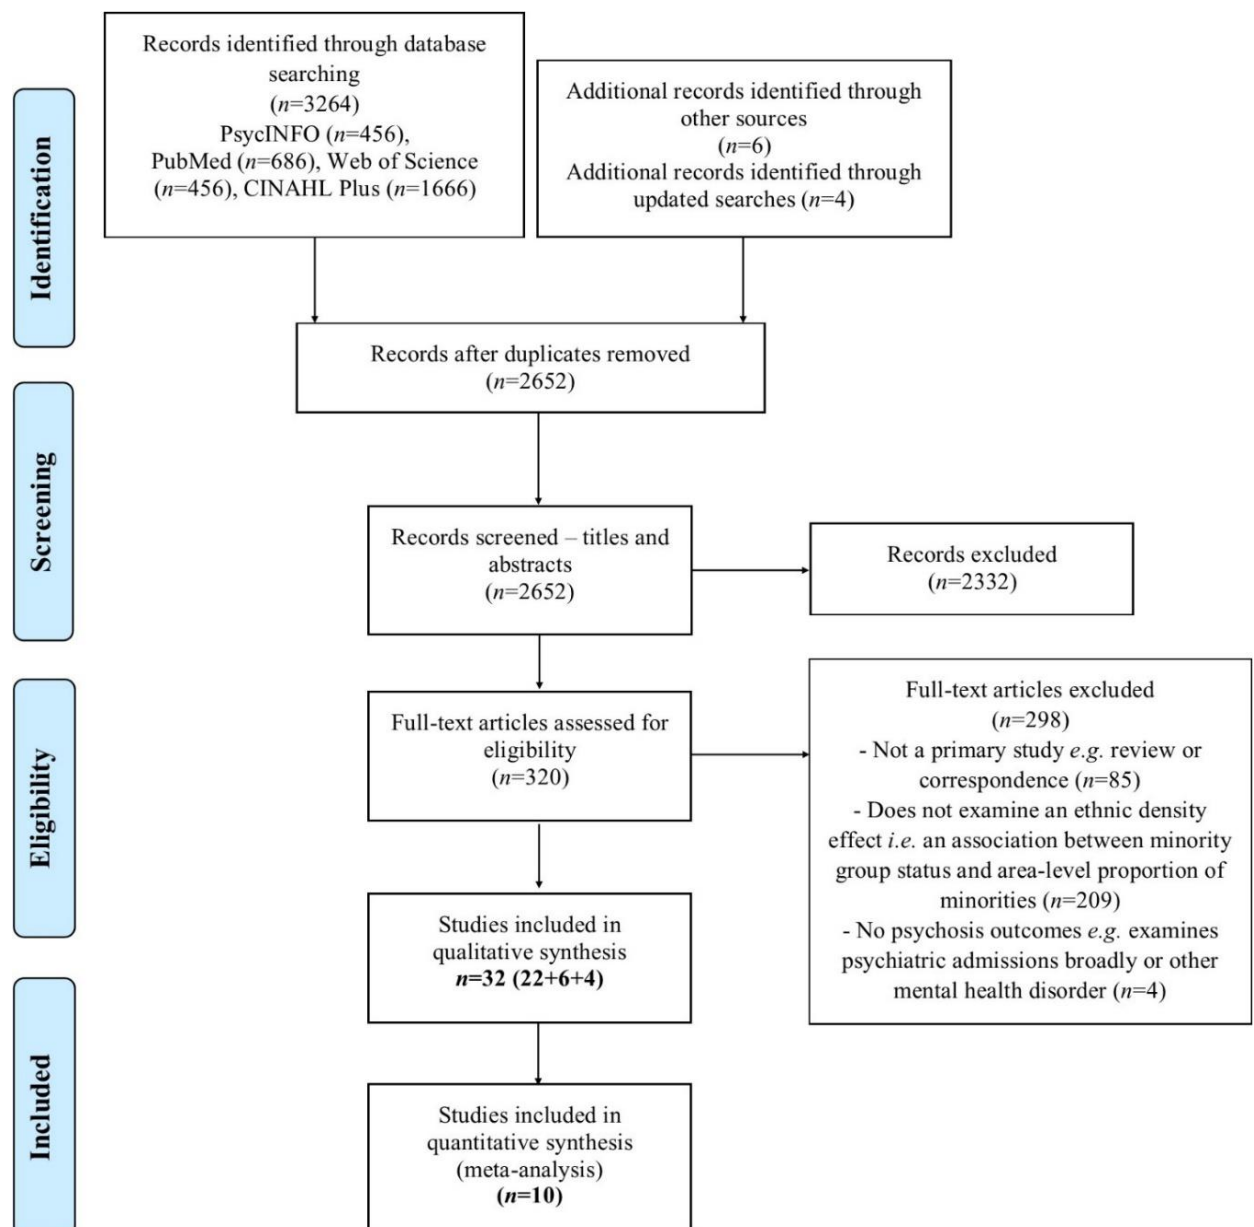 Identification
Records identified through database
searching
(n=3264)
PsycINFO (n=456),
PubMed (n=686), Web of Science
(n=456), CINAHL Plus (n=1666)
Additional records identified through
other sources
(n=6)
Additional records identified through
updated searches (n=4)
Records after duplicates removed
(n=2652)
Screening
Records screened – titles and
abstracts
(n=2652)
Records excluded
(n=2332)
Eligibility
Full-text articles assessed for
eligibility
(n=320)
Full-text articles excluded
(n=298)
- Not a primary study e.g. review or
correspondence (n=85)
- Does not examine an ethnic density
effect i.e. an association between minority
group status and area-level proportion of
minorities (n=209)
- No psychosis outcomes e.g. examines
psychiatric admissions broadly or other
mental health disorder (n=4)
Studies included in
qualitative synthesis
n=32 (22+6+4)
Included
Studies included in
quantitative synthesis
(meta-analysis)
(n=10)